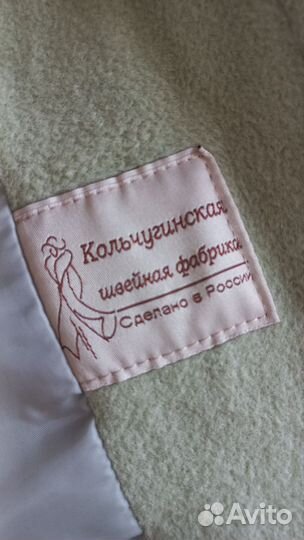 Кольчугинская
швейная фабрика
Сделано в России
Avito